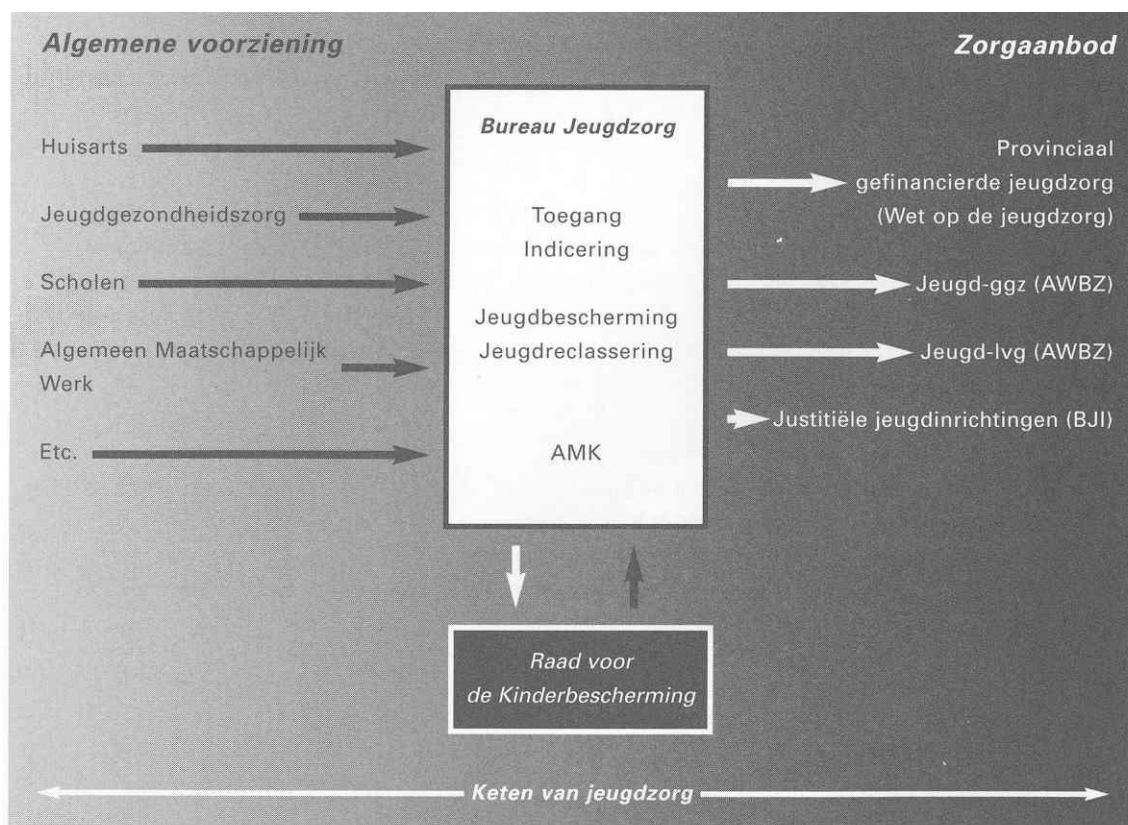 Algemene voorziening
Zorgaanbod
Bureau Jeugdzorg
Huisarts
Jeugdgezondheidszorg
Scholen
Algemeen Maatschappelijk
Werk
Etc.
Toegang
Indicering
Jeugdbescherming
Jeugdreclassering
AMK
Provinciaal
gefinancierde jeugdzorg
(Wet op de jeugdzorg)
Jeugd-ggz (AWBZ)
Jeugd-lvg (AWBZ)
Justitiële jeugdinrichtingen (BJI)
Raad voor
de Kinderbescherming
Keten van jeugdzorg